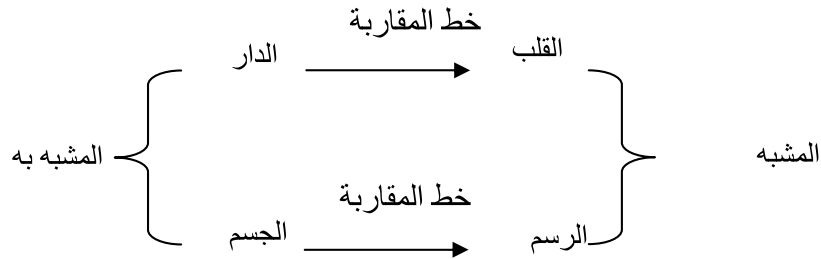 خط المقاربة
القلب
الدار
المشبه
المشبه به
خط المقاربة
الرسم
الجسم